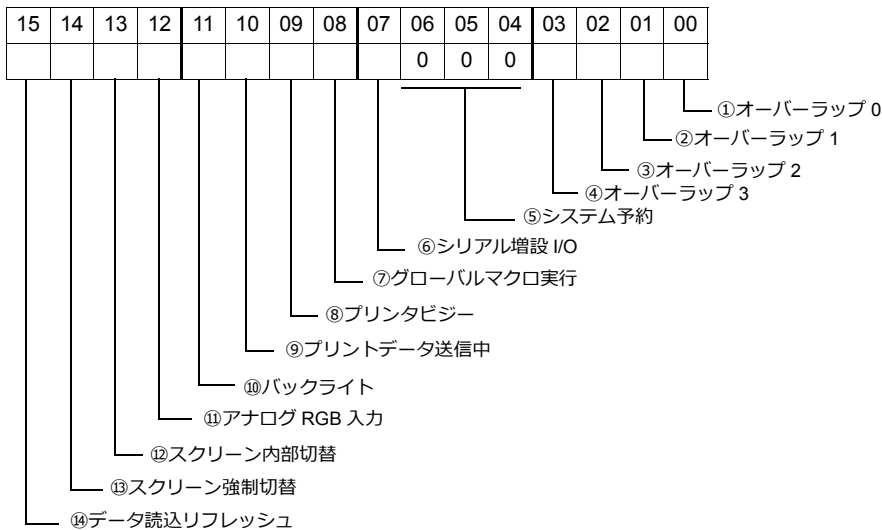 15 14 13 12 11 10 09 08 07 06 05 04 03 02 01 00
0 0 0
①オーバーラップ 0
②オーバーラップ 1
③オーバーラップ 2
④オーバーラップ 3
⑤システム予約
⑥シリアル増設 I/O
⑦グローバルマクロ実行
⑧プリンタビジー
⑨プリントデータ送信中
⑩バックライト
⑪アナログ RGB 入力
⑫スクリーン内部切替
⑬スクリーン強制切替
⑭データ読込リフレッシュ